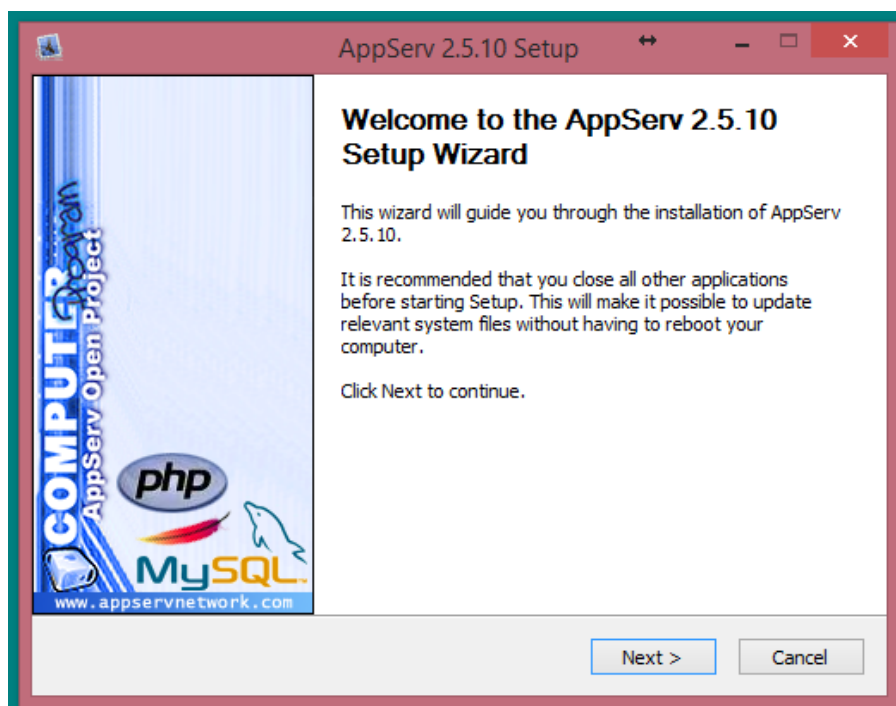 AppServ 2.5.10 Setup
Welcome to the AppServ 2.5.10
Setup Wizard
This wizard will guide you through the installation of AppServ
2.5.10.
It is recommended that you close all other applications
before starting Setup. This will make it possible to update
relevant system files without having to reboot your
computer.
Click Next to continue.
COMPUTER
Program
AppServ Open Project
php
MySQL
www.appservnetwork.com
Next >
Cancel